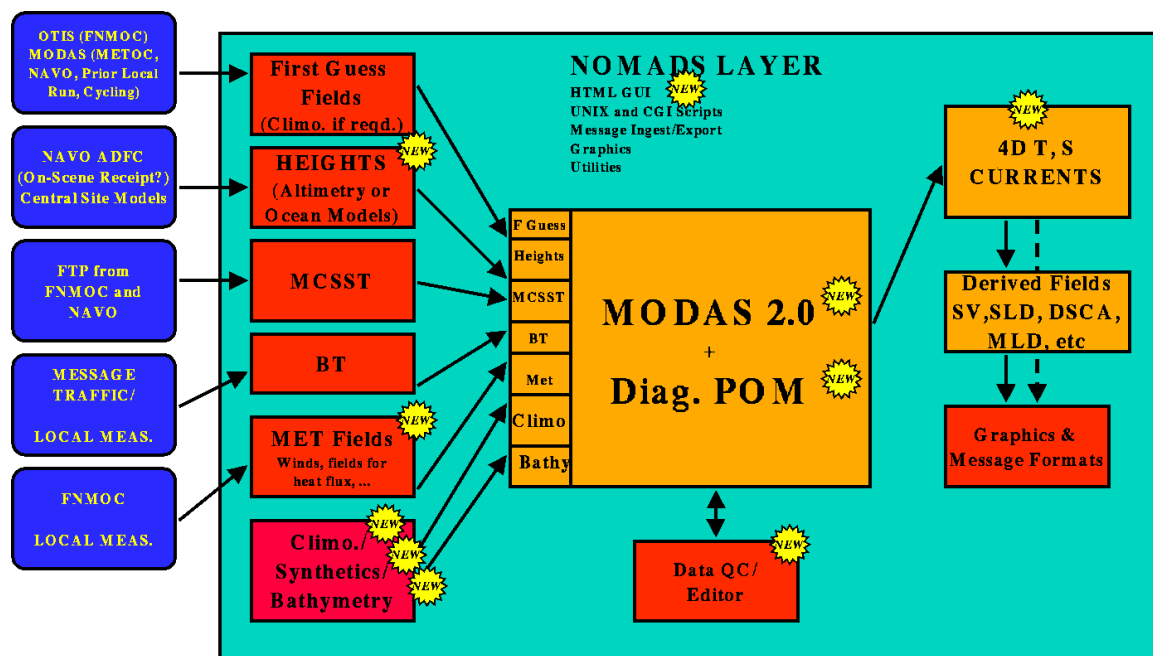 OTIS (FNMOC)
MODAS (METOC,
NAVO, Prior Local
Run, Cycling)
NAVO ADFC
(On-Scene Receipt?)
Central Site Models
FTP from
FNMOC and
NAVO
MESSAGE
TRAFFIC/
LOCAL MEAS.
FNMOC
LOCAL MEAS.
First Guess
Fields
(Climo. if reqd.)
NEW
HEIGHTS
(Altimetry or
Ocean Models)
MCSST
BT
NEW
MET Fields
Winds, fields for
heat flux, ...
NEW
Climo./
NEW
Synthetics/
NEW
Bathymetry
NOMADS LAYER
HTML GUI
NEW
UNIX and CGI Scripts
Message Ingest/Export
Graphics
Utilities
F Guess
Heights
MCSST
BT
Met
Climo
Bathy
MODAS 2.0
NEW
+
Diag. POM
NEW
NEW
Data QC/
Editor
NEW
4D T, S
CURRENTS
Derived Fields
SV,SLD, DSCA,
MLD, etc
Graphics &
Message Formats